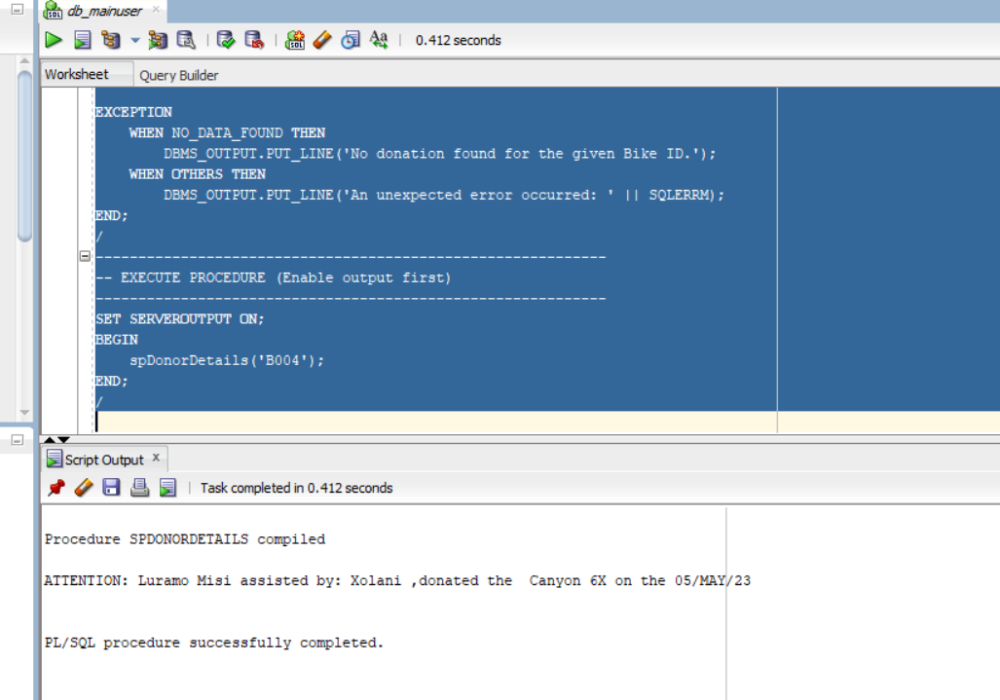 db_mainuser
0.412 seconds
Worksheet Query Builder
EXCEPTION
    WHEN NO_DATA_FOUND THEN
        DBMS_OUTPUT.PUT_LINE('No donation found for the given Bike ID.');
    WHEN OTHERS THEN
        DBMS_OUTPUT.PUT_LINE('An unexpected error occurred: ' || SQLERRM);
END;
/
------------------------------------------------------------
-- EXECUTE PROCEDURE (Enable output first)
------------------------------------------------------------
SET SERVEROUTPUT ON;
BEGIN
    spDonorDetails('B004');
END;
/
Script Output x
Task completed in 0.412 seconds
Procedure SPDONORDETAILS compiled
ATTENTION: Luramo Misi assisted by: Xolani ,donated the  Canyon 6X on the 05/MAY/23
PL/SQL procedure successfully completed.